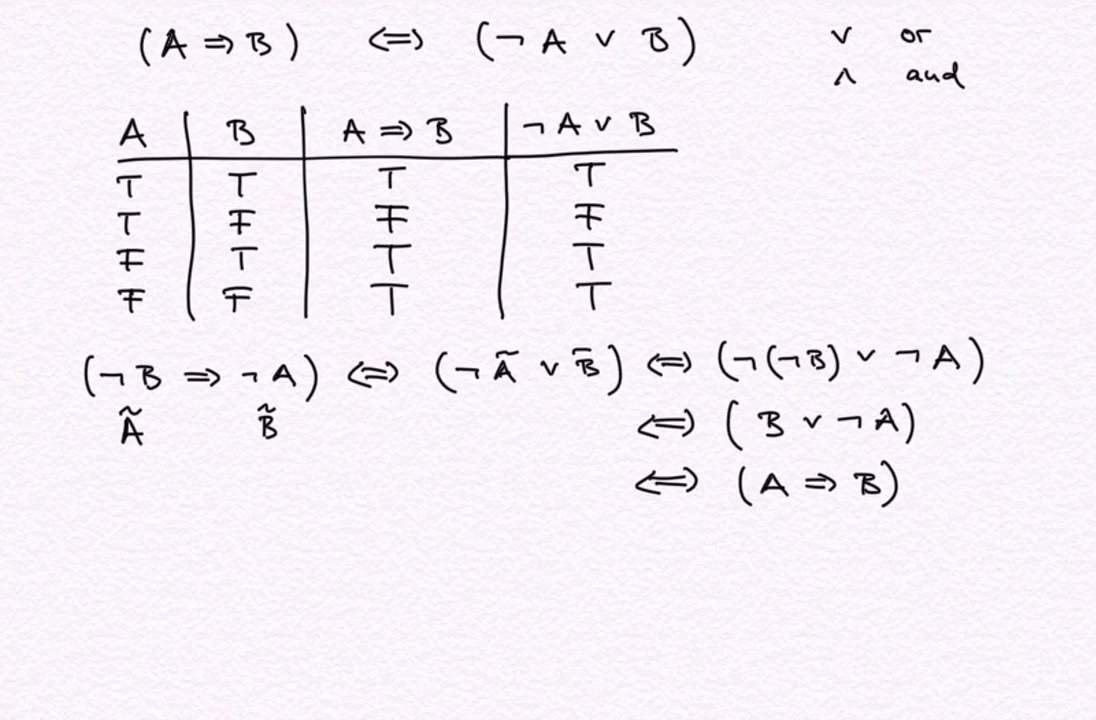 (A ⇒ B) ⇔ (¬ A ∨ B) ∨ or
∧ and
A B A ⇒ B ¬ A ∨ B
T T T T
T F F F
F T T T
F F T T
(¬ B ⇒ ¬ A) ⇔ (¬ Ã ∨ B̃) ⇔ (¬(¬B) ∨ ¬ A)
Ã B̃ ⇔ (B ∨ ¬ A)
⇔ (A ⇒ B)